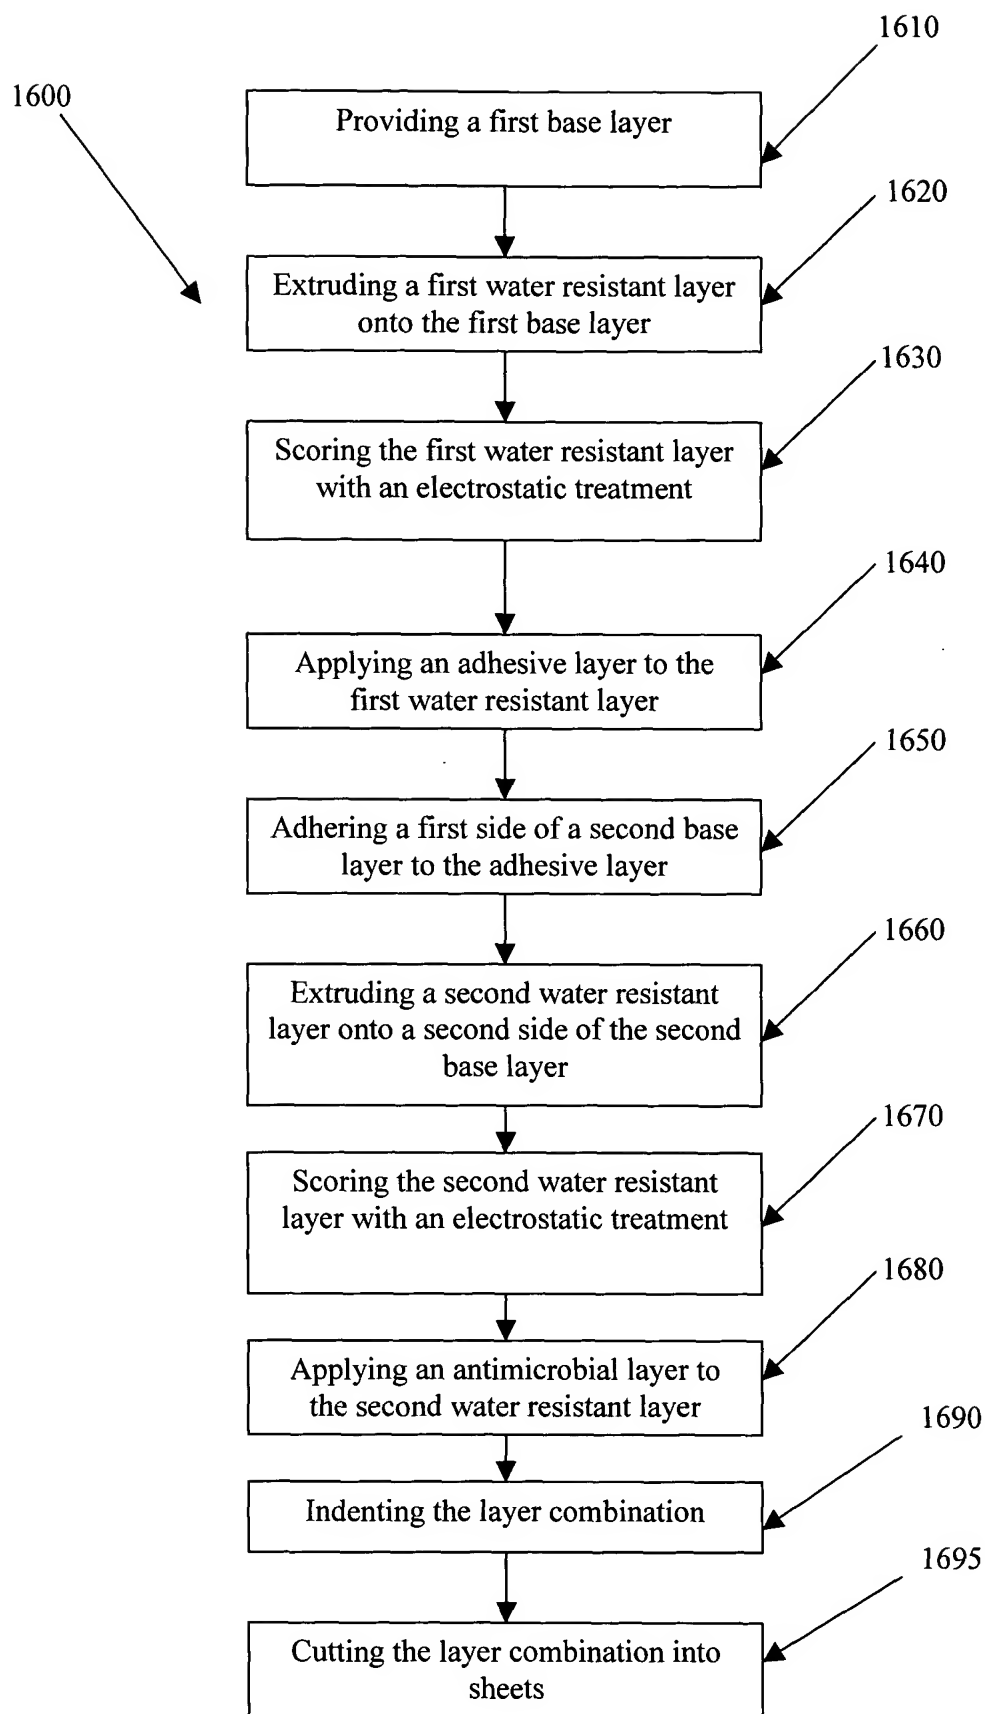 1610
1600
Providing a first base layer
1620
Extruding a first water resistant layer
onto the first base layer
1630
Scoring the first water resistant layer
with an electrostatic treatment
1640
Applying an adhesive layer to the
first water resistant layer
1650
Adhering a first side of a second base
layer to the adhesive layer
1660
Extruding a second water resistant
layer onto a second side of the second
base layer
1670
Scoring the second water resistant
layer with an electrostatic treatment
1680
Applying an antimicrobial layer to
the second water resistant layer
1690
Indenting the layer combination
1695
Cutting the layer combination into
sheets